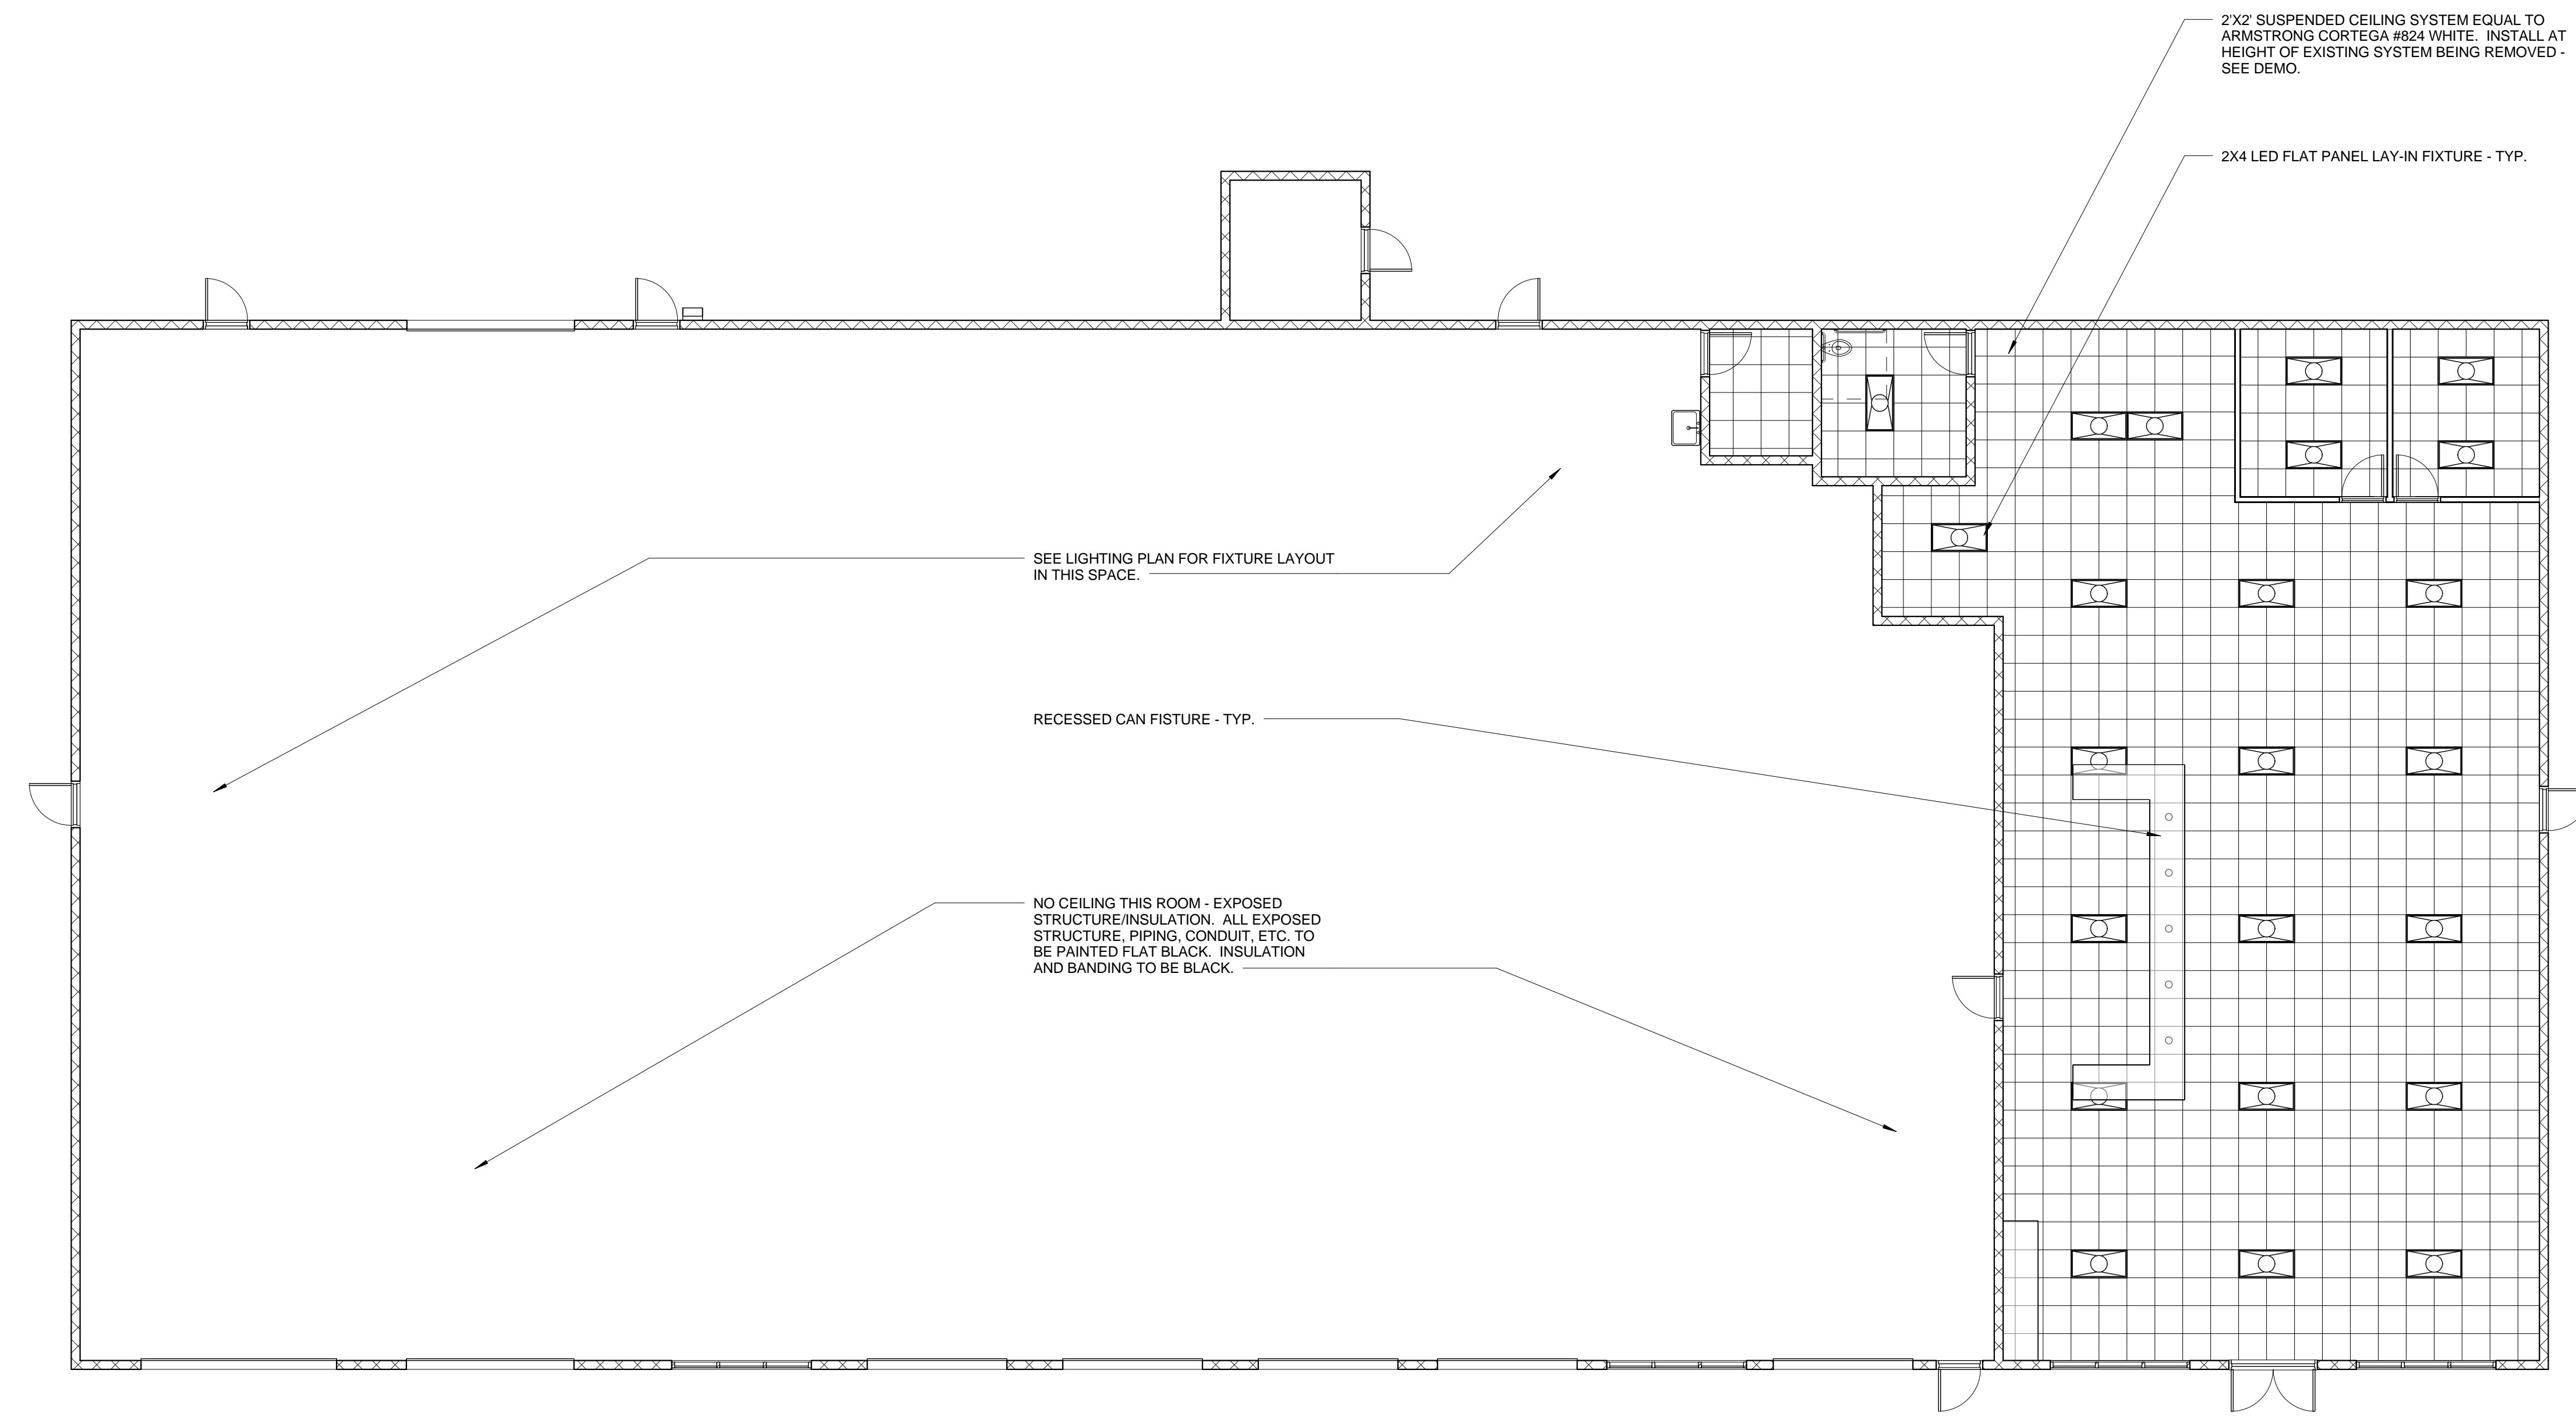 2'X2' SUSPENDED CEILING SYSTEM EQUAL TO
ARMSTRONG CORTEGA #824 WHITE.  INSTALL AT
HEIGHT OF EXISTING SYSTEM BEING REMOVED -
SEE DEMO.
2X4 LED FLAT PANEL LAY-IN FIXTURE - TYP.
SEE LIGHTING PLAN FOR FIXTURE LAYOUT
IN THIS SPACE.
RECESSED CAN FISTURE - TYP.
NO CEILING THIS ROOM - EXPOSED
STRUCTURE/INSULATION.  ALL EXPOSED
STRUCTURE, PIPING, CONDUIT, ETC. TO
BE PAINTED FLAT BLACK.  INSULATION
AND BANDING TO BE BLACK.